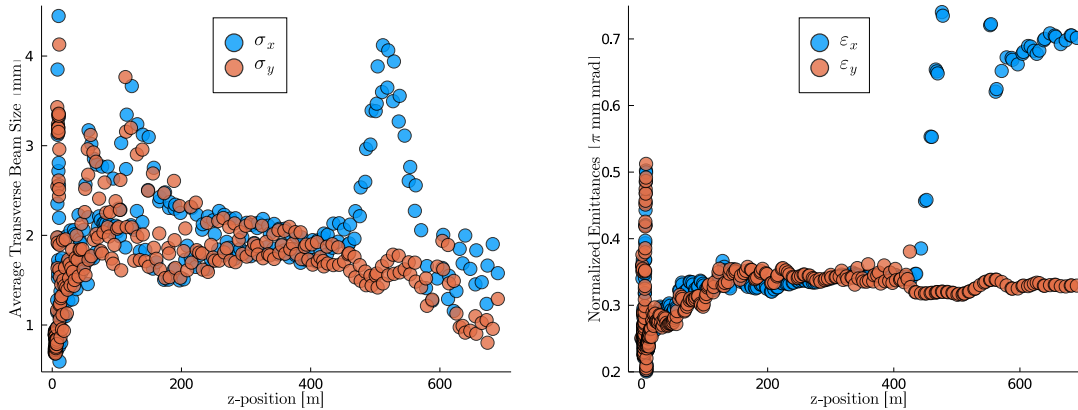 Average Transverse Beam Size [mm]
4
3
2
1
0
200
400
600
z-position [m]
σx
σy
Normalized Emittances [π mm mrad]
0.7
0.6
0.5
0.4
0.3
0.2
0
200
400
600
z-position [m]
εx
εy